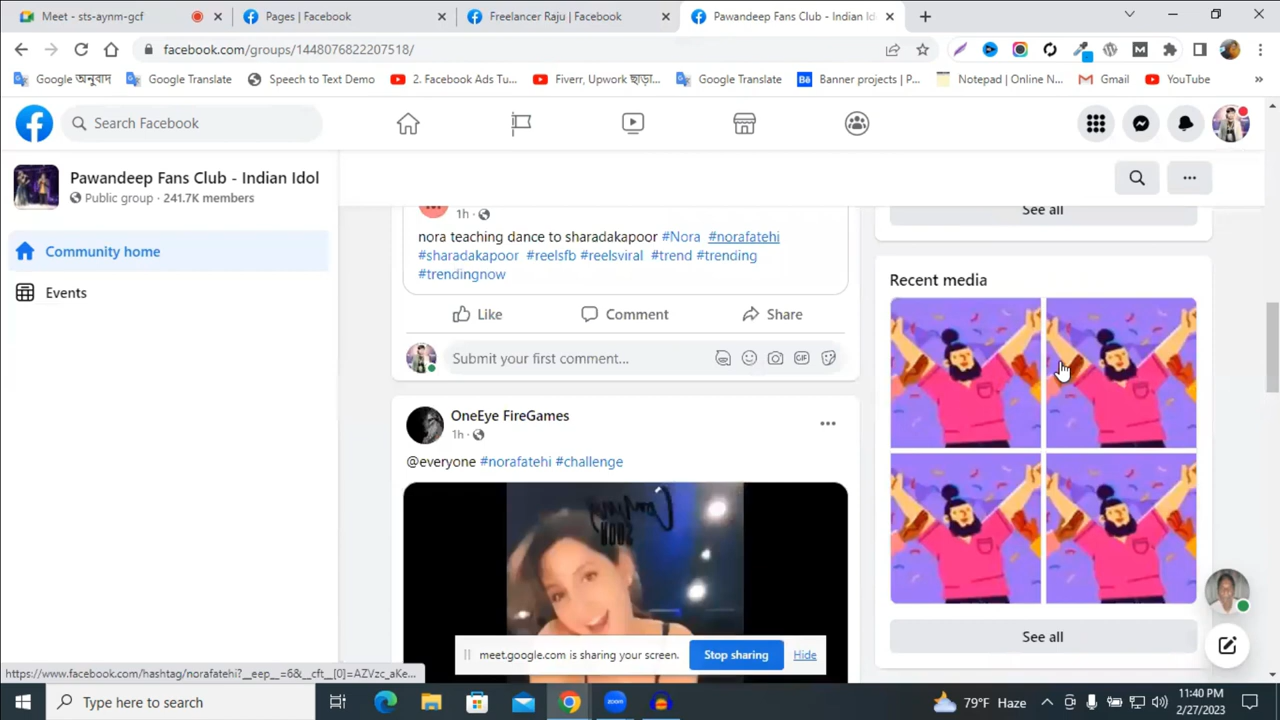 Meet - sts-aynm-gcf
Pages | Facebook
Freelancer Raju | Facebook
Pawandeep Fans Club - Indian Ido
facebook.com/groups/1448076822207518/
Google অনুবাদ
Google Translate
Speech to Text Demo
2. Facebook Ads Tu...
Fiverr, Upwork ছাড়া...
Google Translate
Banner projects | P...
Notepad | Online N...
Gmail
YouTube
Search Facebook
Pawandeep Fans Club - Indian Idol
Public group · 241.7K members
Community home
Events
1h ·
nora teaching dance to sharadakapoor #Nora #norafatehi
#sharadakapoor #reelsfb #reelsviral #trend #trending
#trendingnow
Like
Comment
Share
Submit your first comment...
OneEye FireGames
1h ·
@everyone #norafatehi #challenge
SOON
See all
Recent media
See all
meet.google.com is sharing your screen.
Stop sharing
Hide
https://www.facebook.com/hashtag/norafatehi?__eep__=6&__cft__[0]=AZVzc_aKe...
Type here to search
zoom
79°F Haze
11:40 PM
2/27/2023